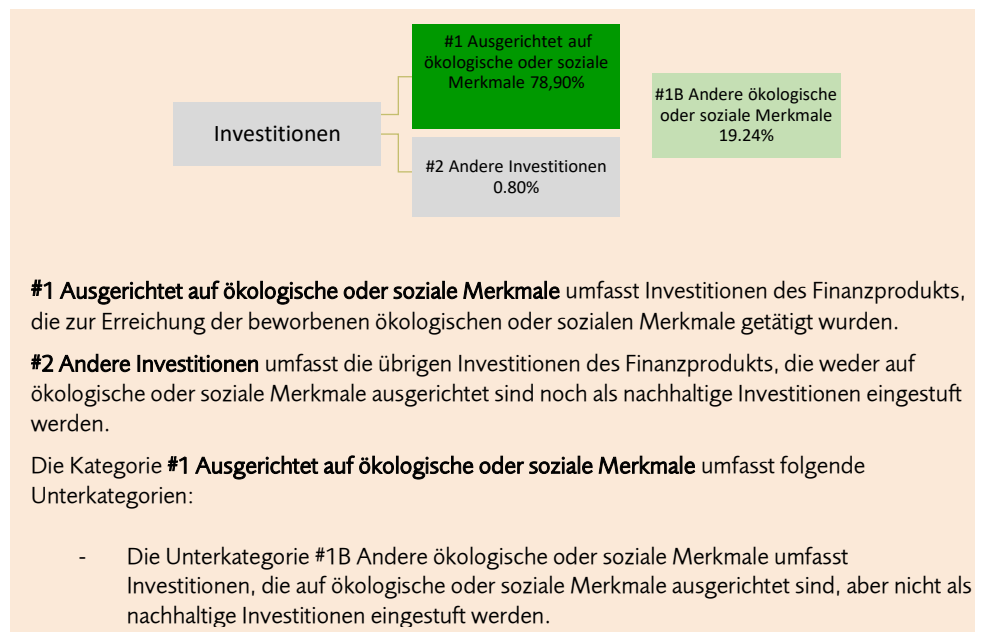 #1 Ausgerichtet auf
ökologische oder soziale
Merkmale 78,90%
#1B Andere ökologische
oder soziale Merkmale
19.24%
Investitionen
#2 Andere Investitionen
0.80%
#1 Ausgerichtet auf ökologische oder soziale Merkmale umfasst Investitionen des Finanzprodukts,
die zur Erreichung der beworbenen ökologischen oder sozialen Merkmale getätigt wurden.
#2 Andere Investitionen umfasst die übrigen Investitionen des Finanzprodukts, die weder auf
ökologische oder soziale Merkmale ausgerichtet sind noch als nachhaltige Investitionen eingestuft
werden.
Die Kategorie #1 Ausgerichtet auf ökologische oder soziale Merkmale umfasst folgende
Unterkategorien:
- Die Unterkategorie #1B Andere ökologische oder soziale Merkmale umfasst
Investitionen, die auf ökologische oder soziale Merkmale ausgerichtet sind, aber nicht als
nachhaltige Investitionen eingestuft werden.